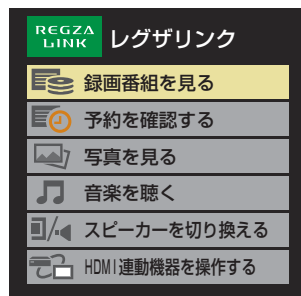 REGZA
LINK
レグザリンク
録画番組を見る
予約を確認する
写真を見る
音楽を聴く
スピーカーを切り換える
HDMI連動機器を操作する